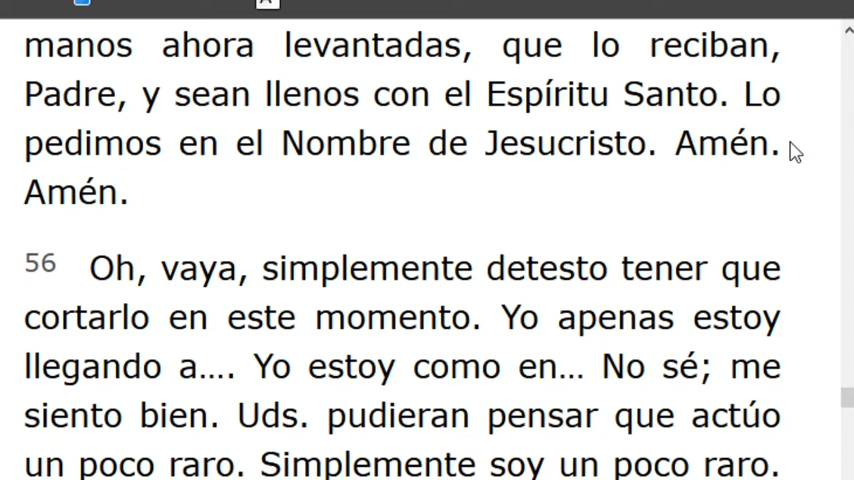 manos ahora levantadas, que lo reciban,
Padre, y sean llenos con el Espíritu Santo. Lo
pedimos en el Nombre de Jesucristo. Amén.
Amén.
56 Oh, vaya, simplemente detesto tener que
cortarlo en este momento. Yo apenas estoy
llegando a.... Yo estoy como en... No sé; me
siento bien. Uds. pudieran pensar que actúo
un poco raro. Simplemente soy un poco raro.